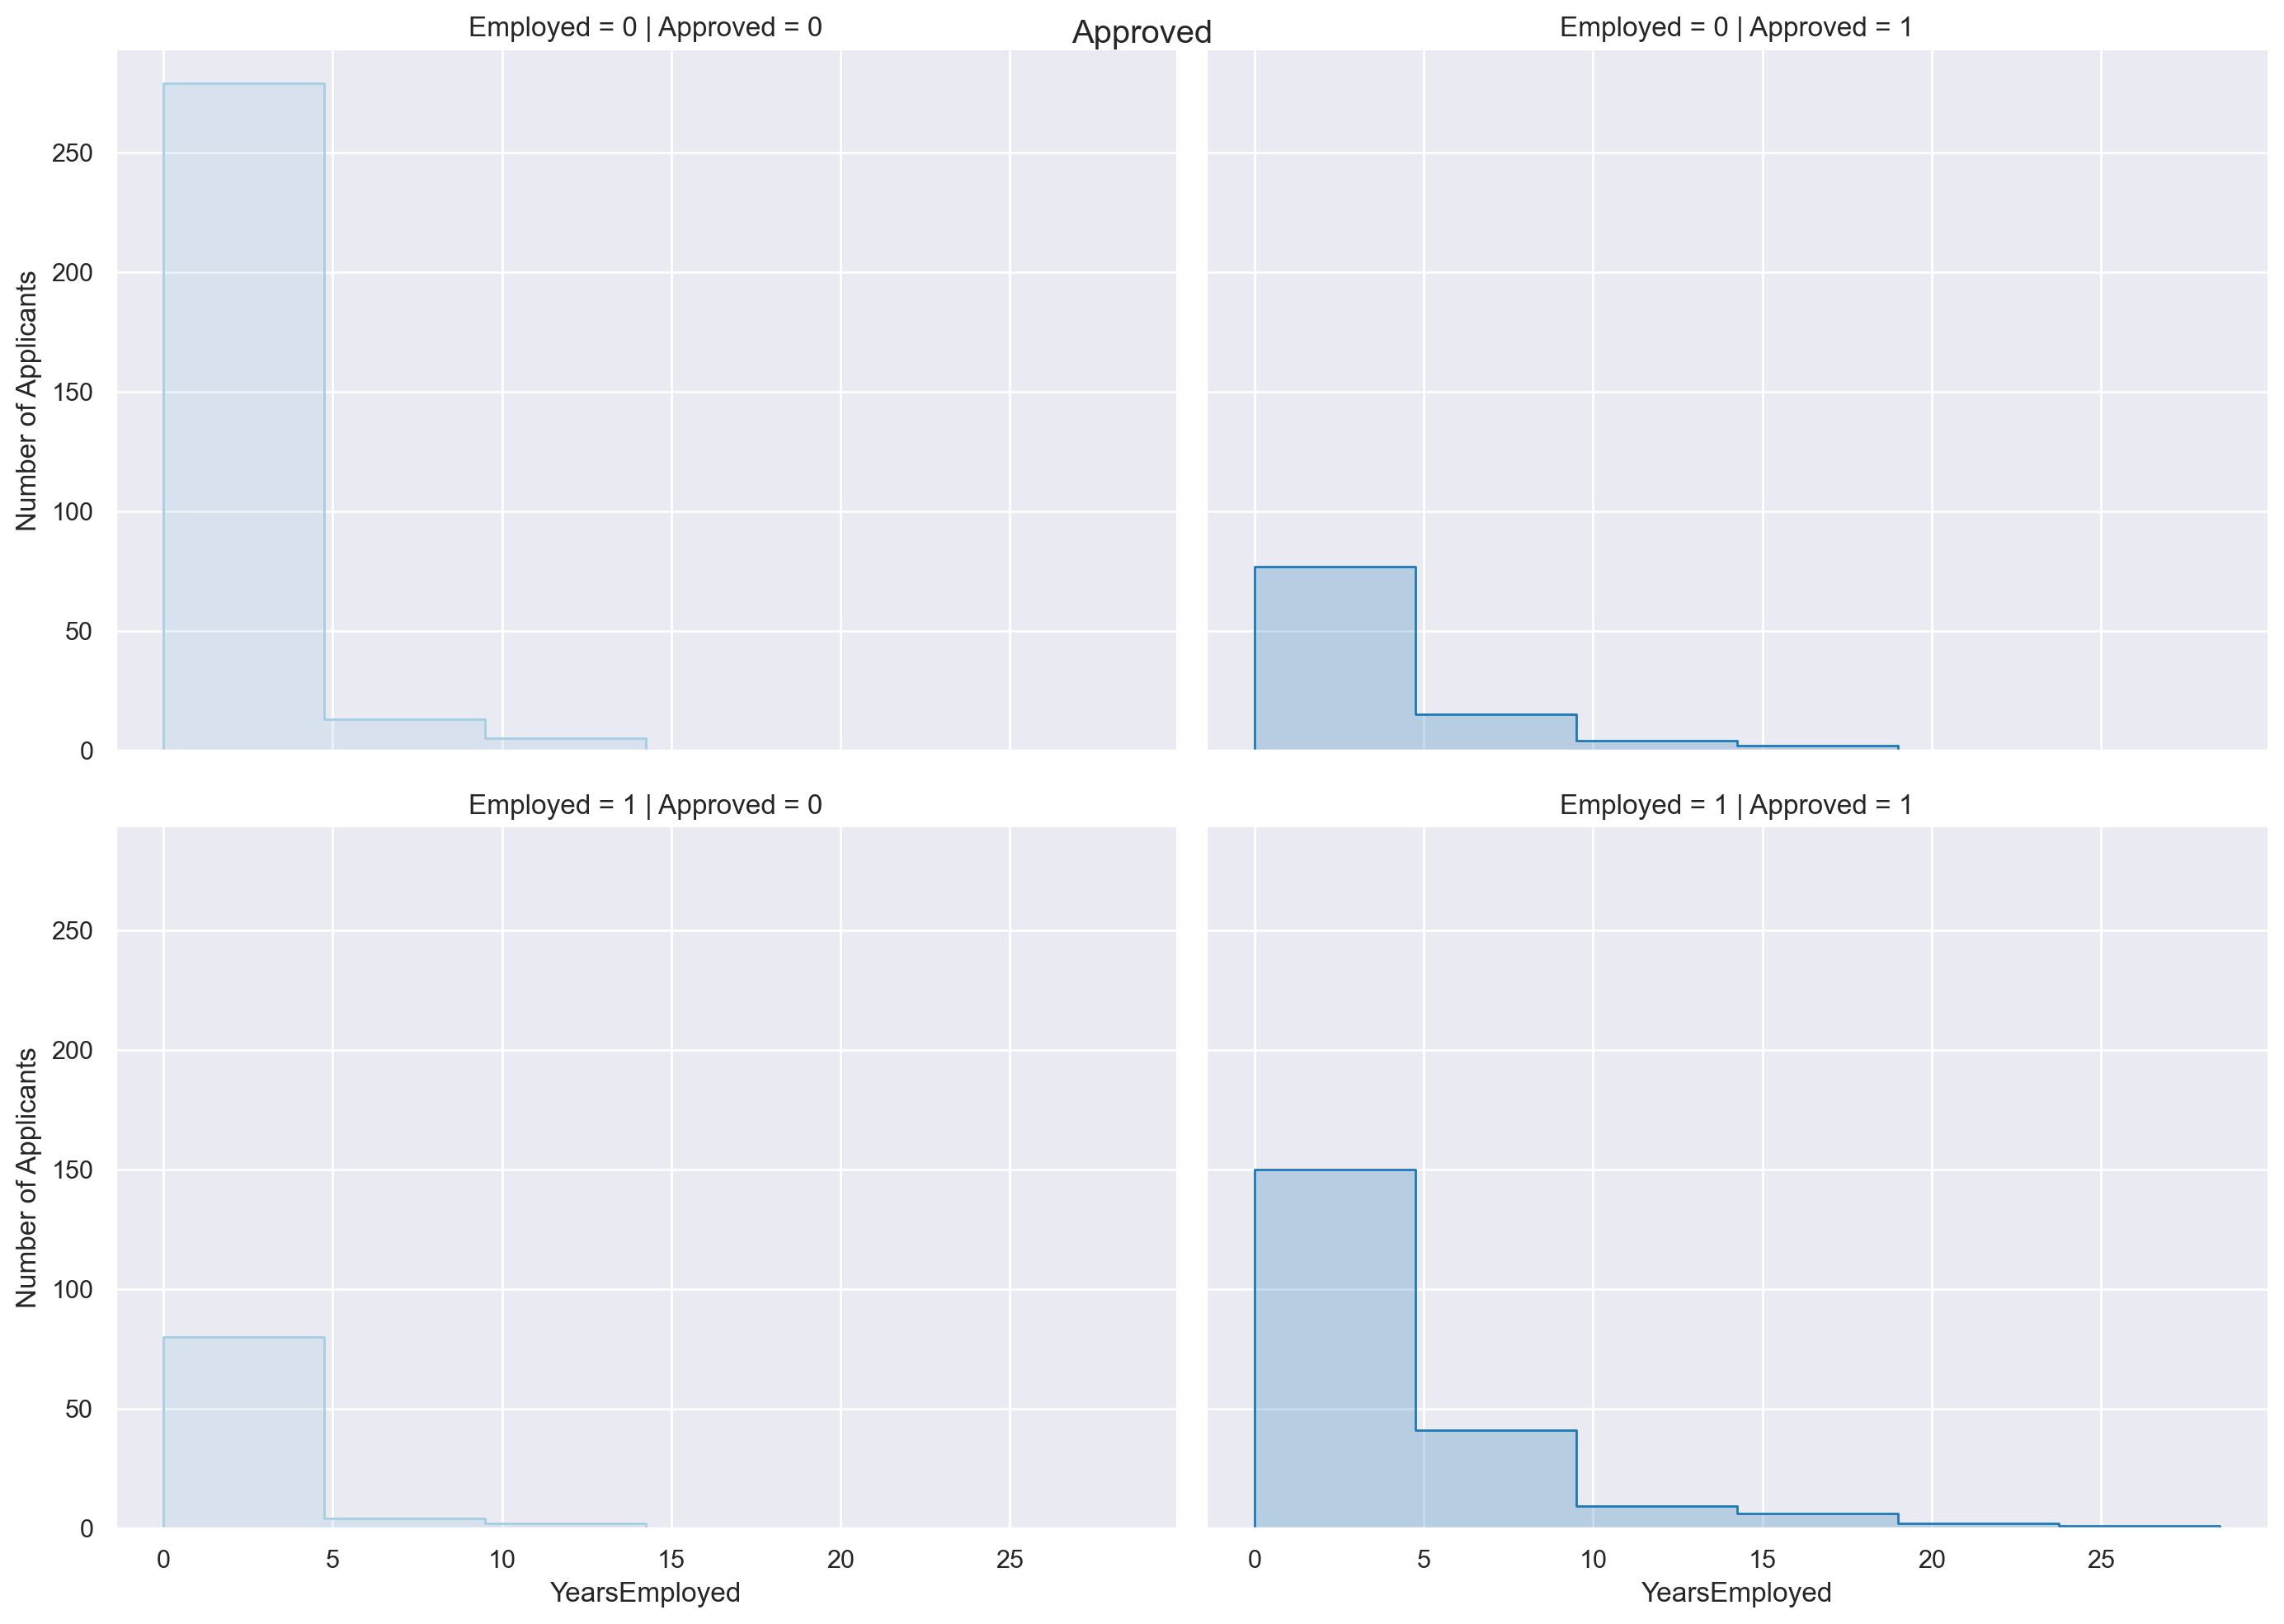 Approved
Employed = 0 | Approved = 0
Employed = 0 | Approved = 1
Number of Applicants
250
200
150
100
50
0
Employed = 1 | Approved = 0
Employed = 1 | Approved = 1
Number of Applicants
250
200
150
100
50
0
0 5 10 15 20 25
0 5 10 15 20 25
YearsEmployed
YearsEmployed